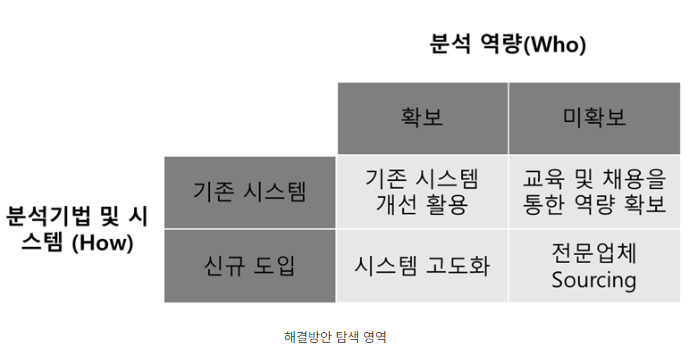 분석 역량(Who)
확보
미확보
분석기법 및 시
스템 (How)
기존 시스템
기존 시스템
개선 활용
교육 및 채용을
통한 역량 확보
신규 도입
시스템 고도화
전문업체
Sourcing
해결방안 탐색 영역